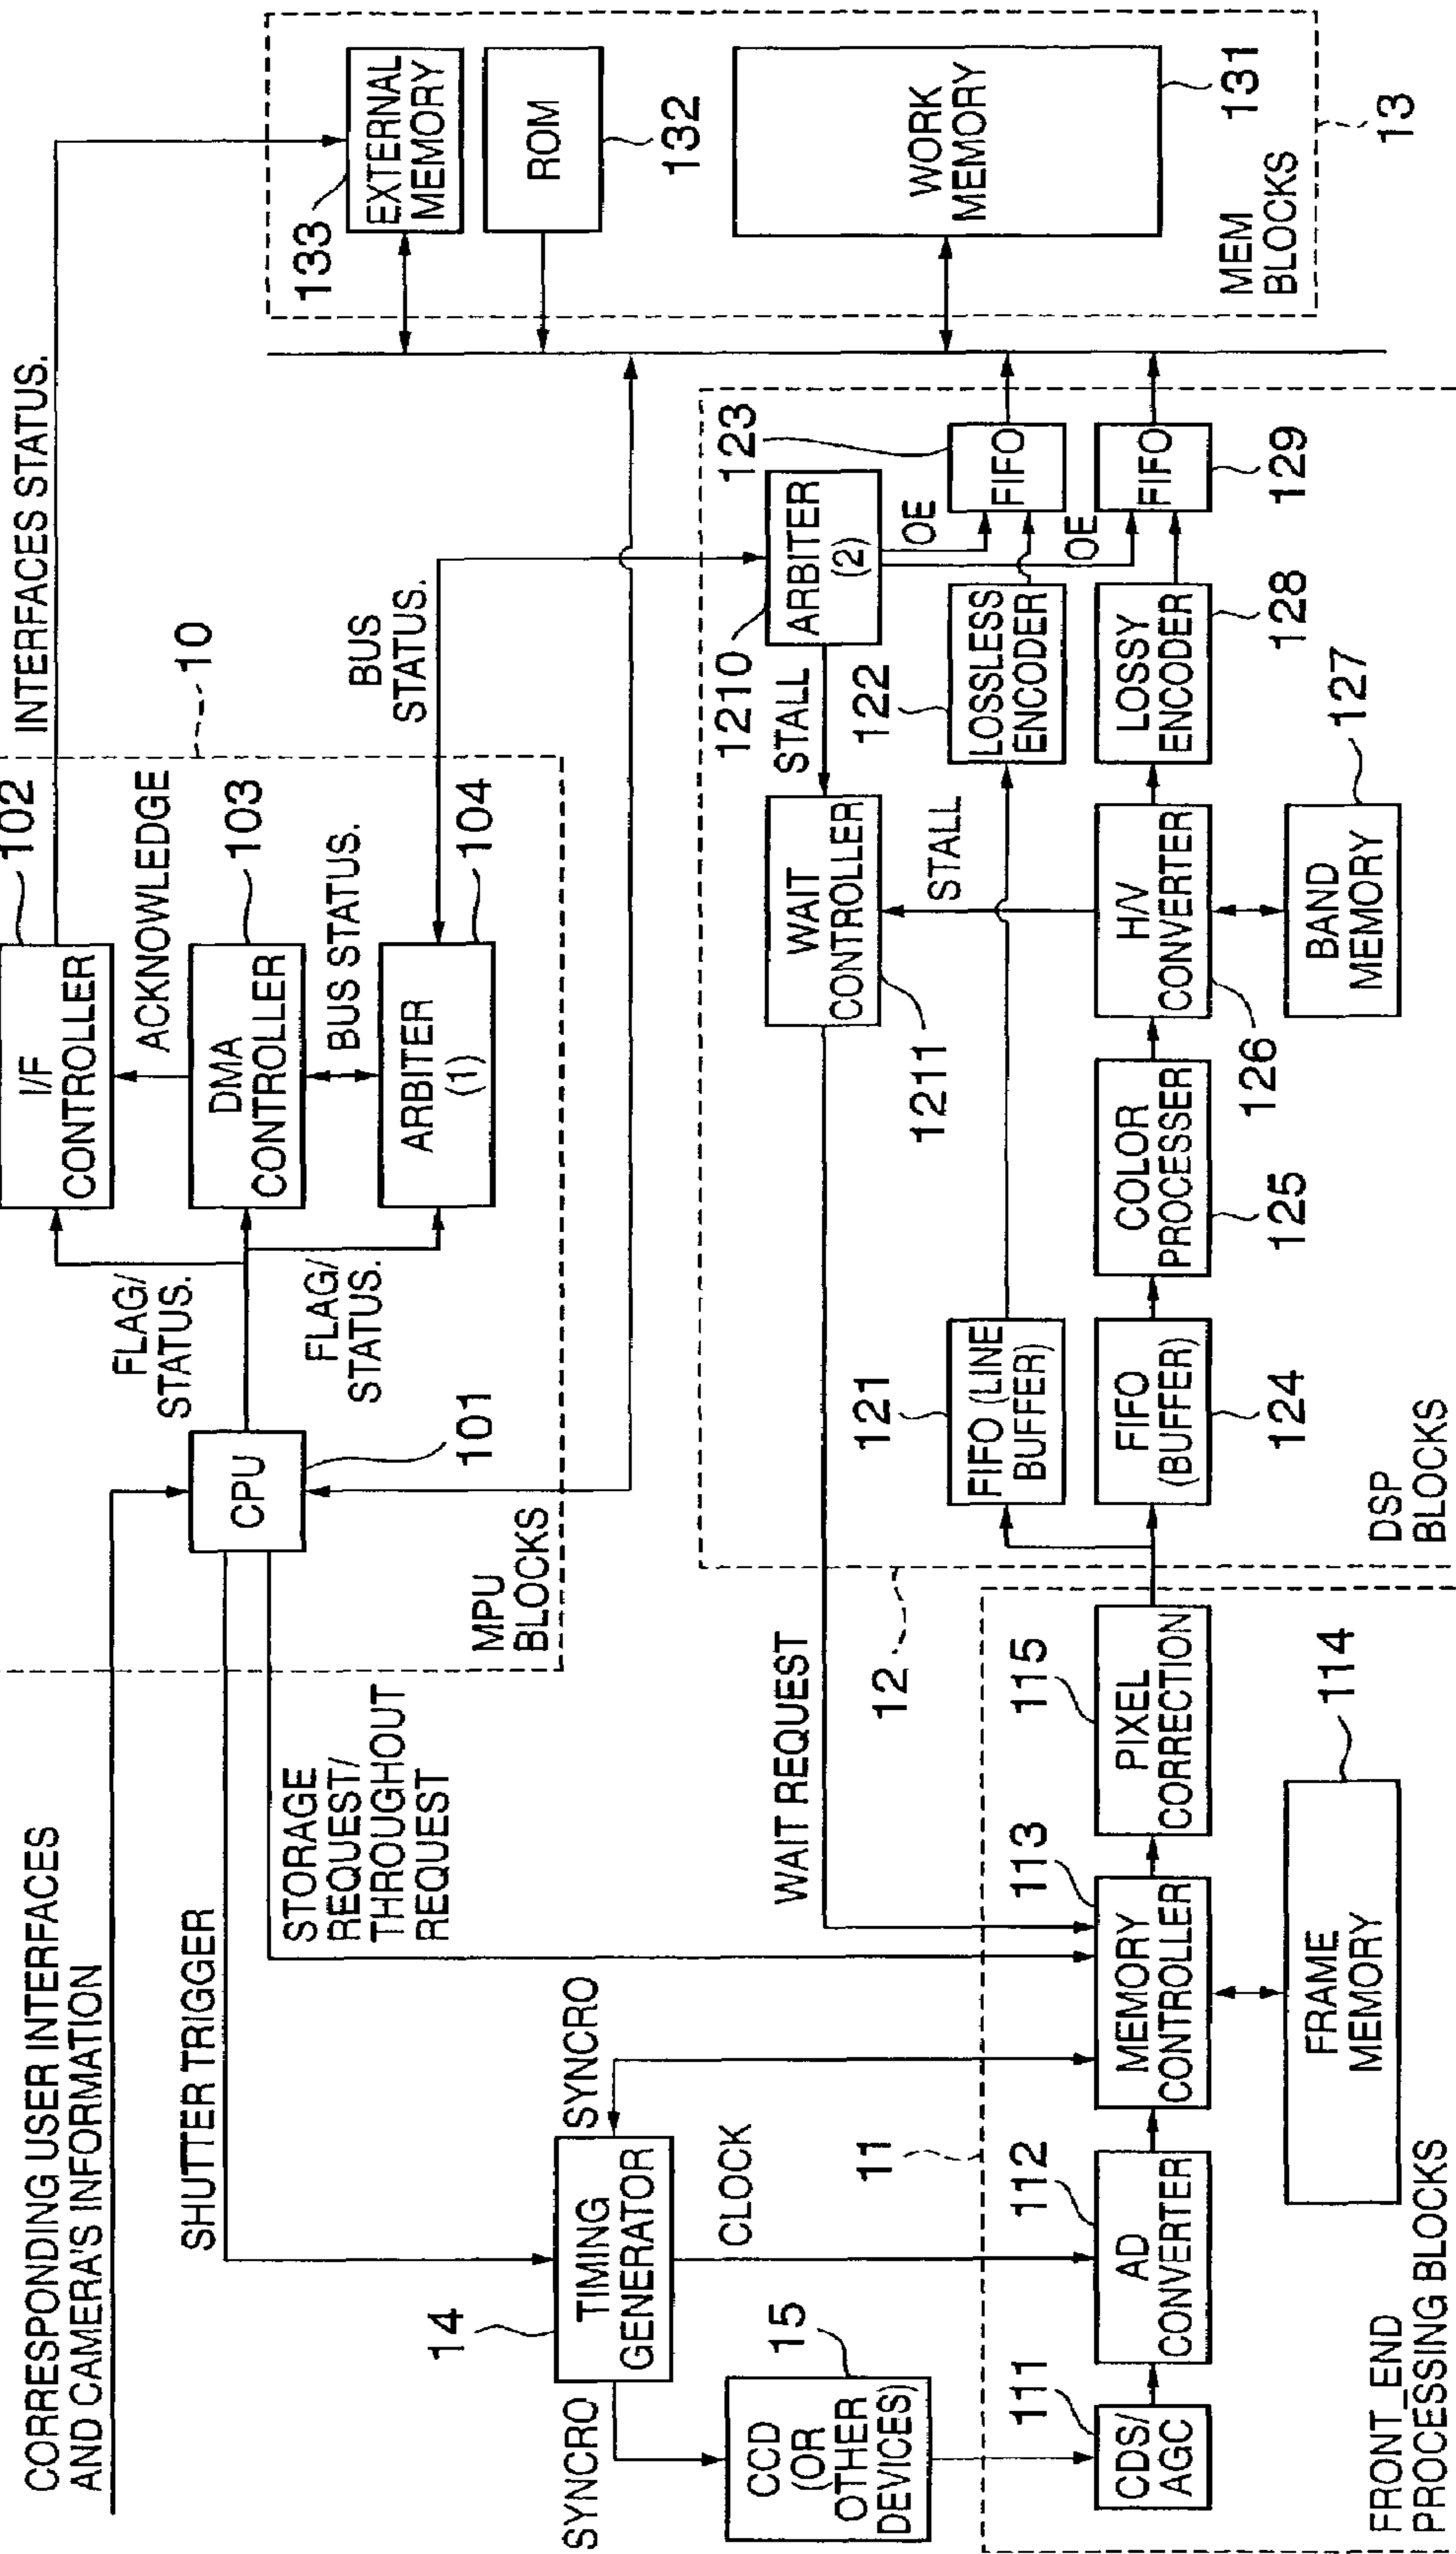 CORRESPONDING USER INTERFACES
AND CAMERA'S INFORMATION
SHUTTER TRIGGER
STORAGE
REQUEST/
THROUGHOUT
REQUEST
CPU
101
MPU
BLOCKS
FLAG/
STATUS.
FLAG/
STATUS.
I/F
CONTROLLER
102
ACKNOWLEDGE
DMA
CONTROLLER
103
BUS STATUS.
ARBITER
(1)
104
10
INTERFACES STATUS.
BUS
STATUS.
133
EXTERNAL
MEMORY
ROM
132
WORK
MEMORY
131
MEM
BLOCKS
13
14
TIMING
GENERATOR
SYNCRO
SYNCRO
CLOCK
CCD
(OR
OTHER
DEVICES)
15
11
CDS/
AGC
111
AD
CONVERTER
112
MEMORY
CONTROLLER
113
PIXEL
CORRECTION
115
FRAME
MEMORY
114
FRONT_END
PROCESSING BLOCKS
WAIT REQUEST
12
WAIT
CONTROLLER
1211
STALL
STALL
1210
ARBITER
(2)
OE
OE
121
FIFO (LINE
BUFFER)
122
LOSSLESS
ENCODER
123
FIFO
FIFO
(BUFFER)
124
COLOR
PROCESSER
125
H/V
CONVERTER
126
BAND
MEMORY
127
LOSSY
ENCODER
128
FIFO
129
DSP
BLOCKS